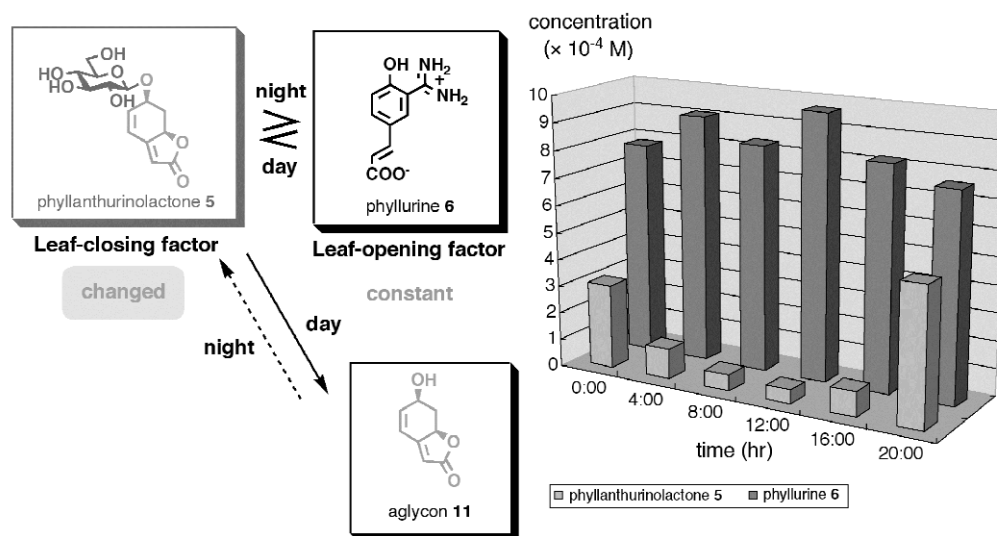 OH
HO
HO
O
O
O
OH
OH
O
O
phyllanthurinolactone 5
Leaf-closing factor
changed
night
day
OH
NH₂
+
NH₂
COO⁻
phyllurine 6
Leaf-opening factor
constant
day
night
OH
O
O
aglycon 11
concentration
(× 10⁻⁴ M)
10
9
8
7
6
5
4
3
2
1
0
0:00
4:00
8:00
12:00
16:00
20:00
time (hr)
phyllanthurinolactone 5
phyllurine 6